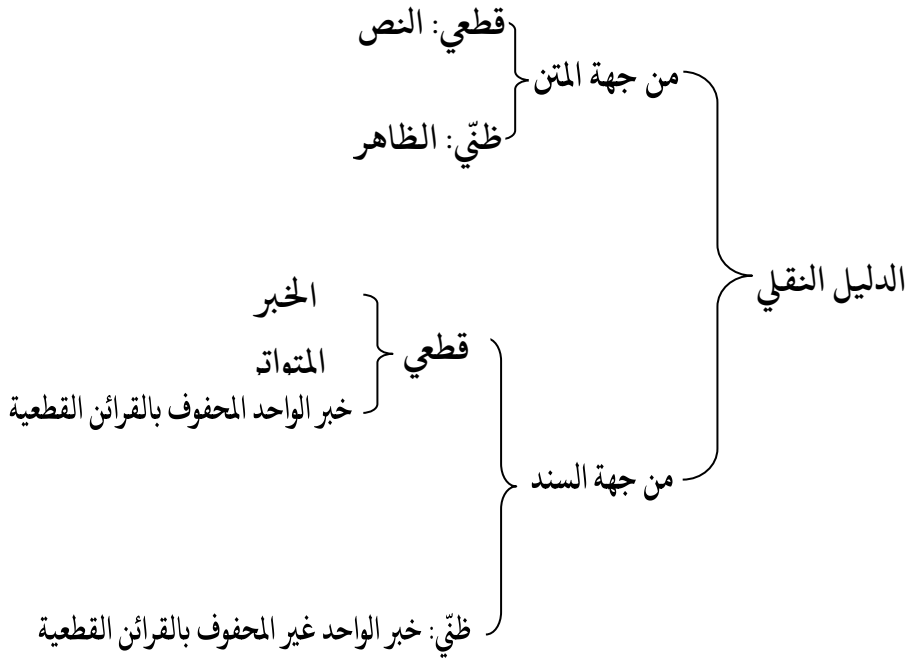 قطعي: النص
من جهة المتن
ظنّي: الظاهر
الدليل النقلي
الخبر
المتواتر
قطعي
خبر الواحد المحفوف بالقرائن القطعية
من جهة السند
ظنّي: خبر الواحد غير المحفوف بالقرائن القطعية